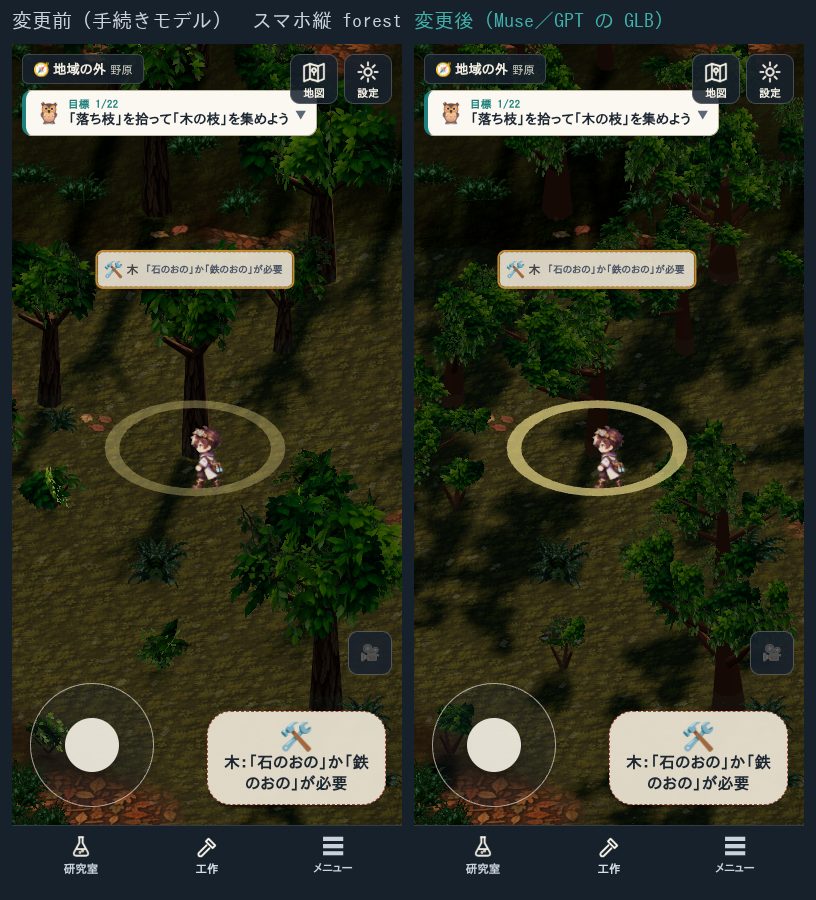 変更前(手続きモデル) スマホ縦 forest
変更後(Muse/GPT の GLB)
地域の外 野原
地図
設定
目標 1/22
「落ち枝」を拾って「木の枝」を集めよう ▼
木 「石のおの」か「鉄のおの」が必要
木:「石のおの」か「鉄
のおの」が必要
研究室
工作
メニュー
地域の外 野原
地図
設定
目標 1/22
「落ち枝」を拾って「木の枝」を集めよう ▼
木 「石のおの」か「鉄のおの」が必要
木:「石のおの」か「鉄
のおの」が必要
研究室
工作
メニュー